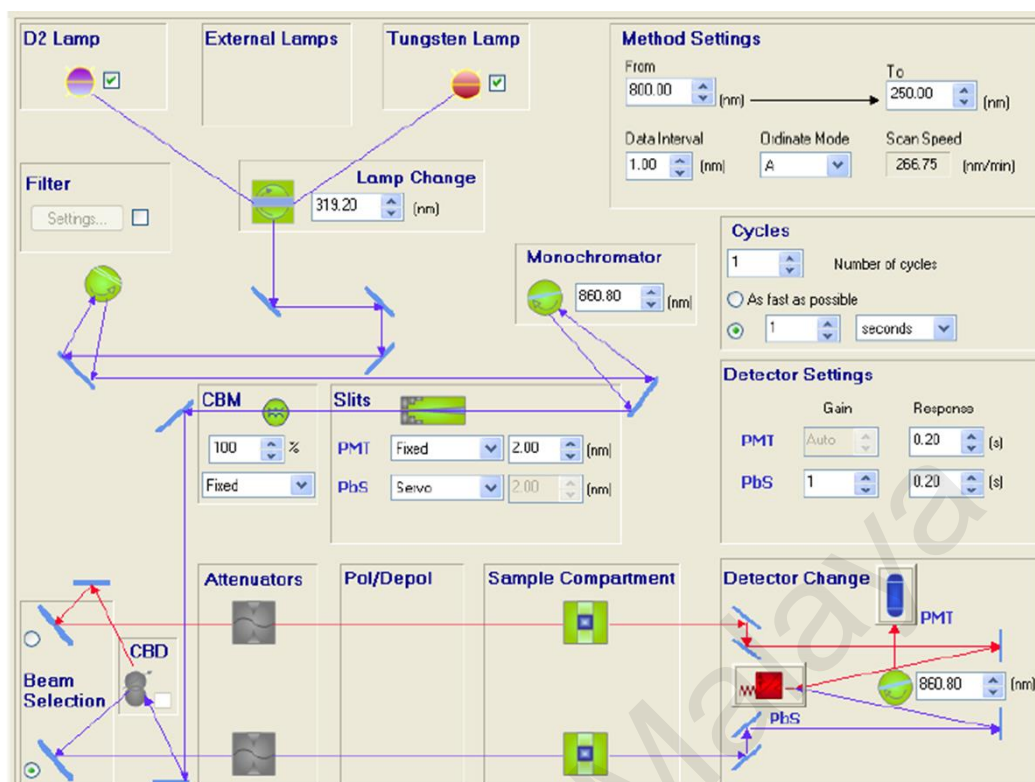 D2 Lamp
External Lamps
Tungsten Lamp
Method Settings
From
800.00
(nm)
To
250.00
(nm)
Data Interval
1.00
(nm)
Ordinate Mode
A
Scan Speed
266.75
(nm/min)
Filter
Settings...
Lamp Change
319.20
(nm)
Monochromator
860.80
(nm)
Cycles
1
Number of cycles
As fast as possible
1
seconds
CBM
100
%
Fixed
Slits
PMT
Fixed
2.00
(nm)
PbS
Servo
2.00
(nm)
Detector Settings
Gain
Response
PMT
Auto
0.20
(s)
PbS
1
0.20
(s)
Attenuators
Pol/Depol
Sample Compartment
Detector Change
PMT
CBD
Beam
Selection
860.80
(nm)
PbS
Malaya